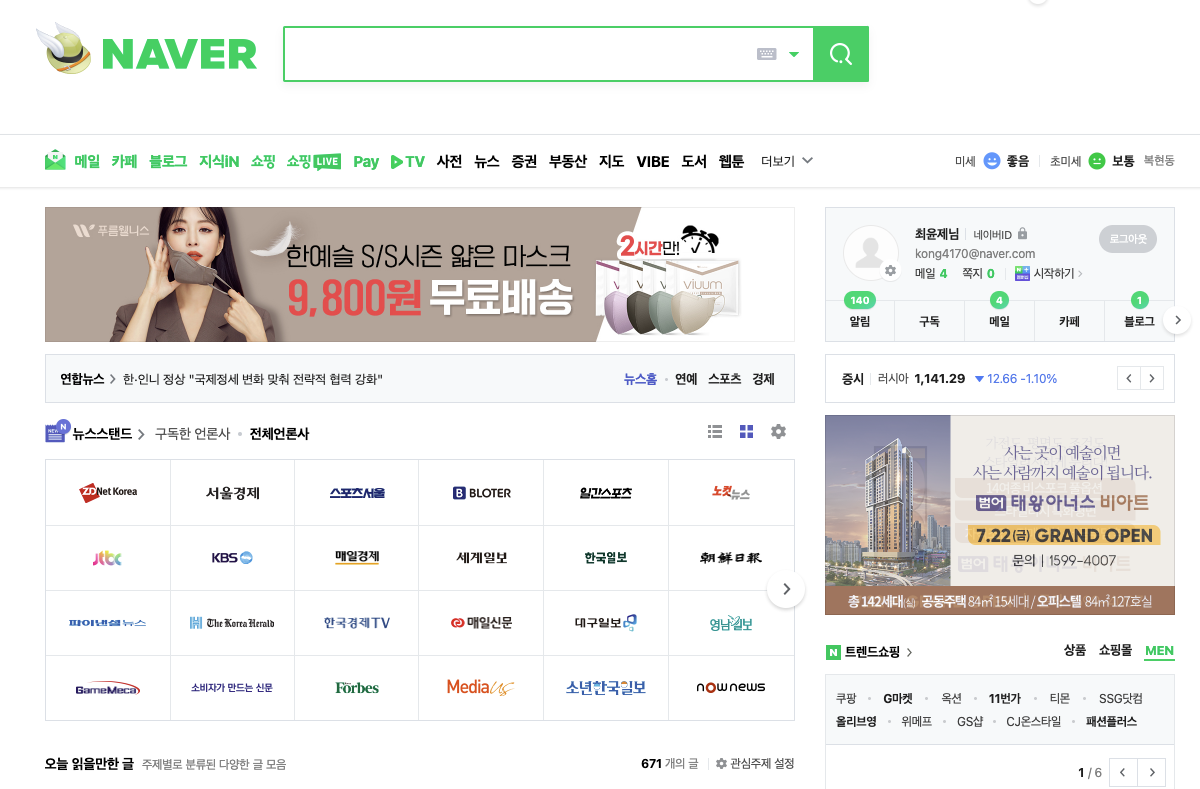 NAVER
메일 카페 블로그 지식iN 쇼핑 쇼핑LIVE Pay TV 사전 뉴스 증권 부동산 지도 VIBE 도서 웹툰 더보기
미세 좋음 초미세 보통 복현동
푸름웰니스
한예슬 S/S시즌 얇은 마스크
9,800원 무료배송
2시간만!
viuum
최윤제님 네이버ID
로그아웃
kong4170@naver.com
메일 4 쪽지 0 시작하기
140 4 1
알림 구독 메일 카페 블로그
연합뉴스 한·인니 정상 "국제정세 변화 맞춰 전략적 협력 강화"
뉴스홈 · 연예 스포츠 경제
증시 러시아 1,141.29 ▼ 12.66 -1.10%
NEW N 뉴스스탠드 구독한 언론사 · 전체언론사
ZDNet Korea 서울경제 스포츠서울 BLOTER 일간스포츠 노컷뉴스
jtbc KBS 매일경제 세계일보 한국일보 朝鮮日報
파이낸셜뉴스 The Korea Herald 한국경제TV 매일신문 대구일보 영남일보
GameMeca 소비자가 만드는 신문 Forbes Mediaus 소년한국일보 nownews
사는 곳이 예술이면
사는 사람까지 예술이 됩니다.
범어 태왕아너스 비아트
7.22(금) GRAND OPEN
문의 | 1599-4007
총 142세대(실) 공동주택 84㎡ 15세대 / 오피스텔 84㎡ 127호실
N 트렌드쇼핑 상품 쇼핑몰 MEN
쿠팡 · G마켓 · 옥션 · 11번가 · 티몬 · SSG닷컴
올리브영 · 위메프 · GS샵 · CJ온스타일 · 패션플러스
1 / 6
오늘 읽을만한 글 주제별로 분류된 다양한 글 모음
671 개의 글 관심주제 설정